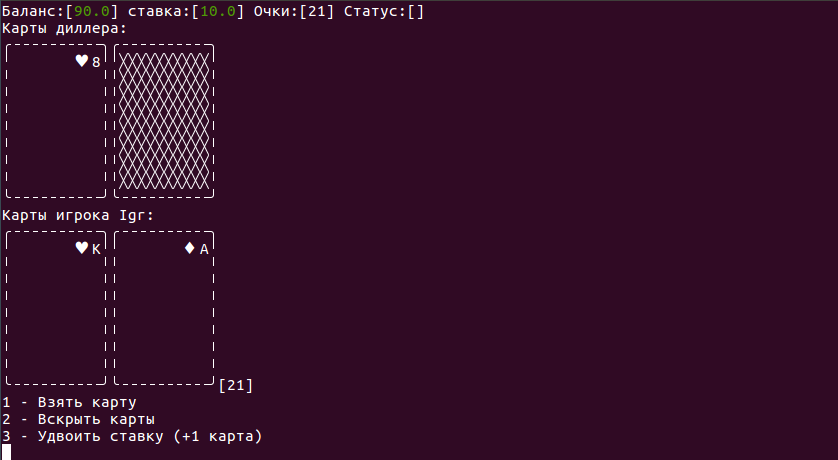 Баланс:[90.0] ставка:[10.0] Очки:[21] Статус:[]
Карты диллера:
♥8
Карты игрока Igr:
♥K ♦A
[21]
1 - Взять карту
2 - Вскрыть карты
3 - Удвоить ставку (+1 карта)